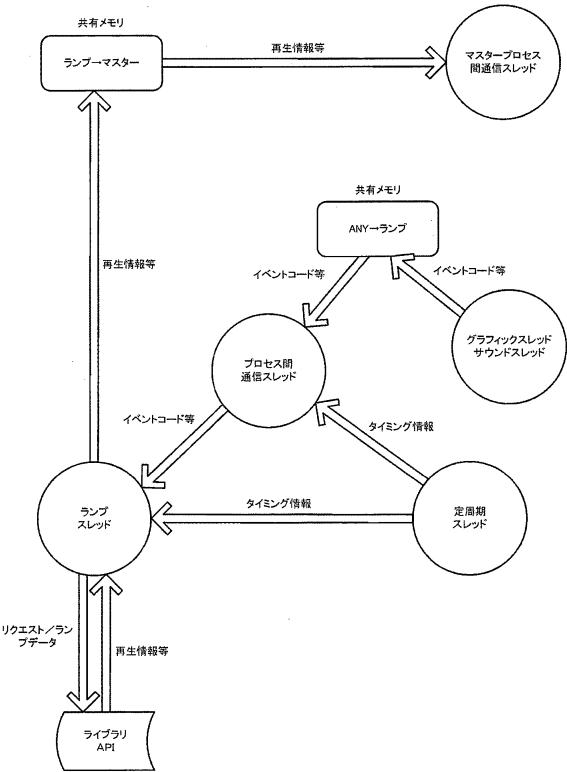 共有メモリ
ランプ→マスター
再生情報等
マスタープロセス
間通信スレッド
共有メモリ
ANY→ランプ
再生情報等
イベントコード等
イベントコード等
グラフィックスレッド
サウンドスレッド
プロセス間
通信スレッド
イベントコード等
タイミング情報
ランプ
スレッド
タイミング情報
定周期
スレッド
リクエスト／ラン
プデータ
再生情報等
ライブラリ
API